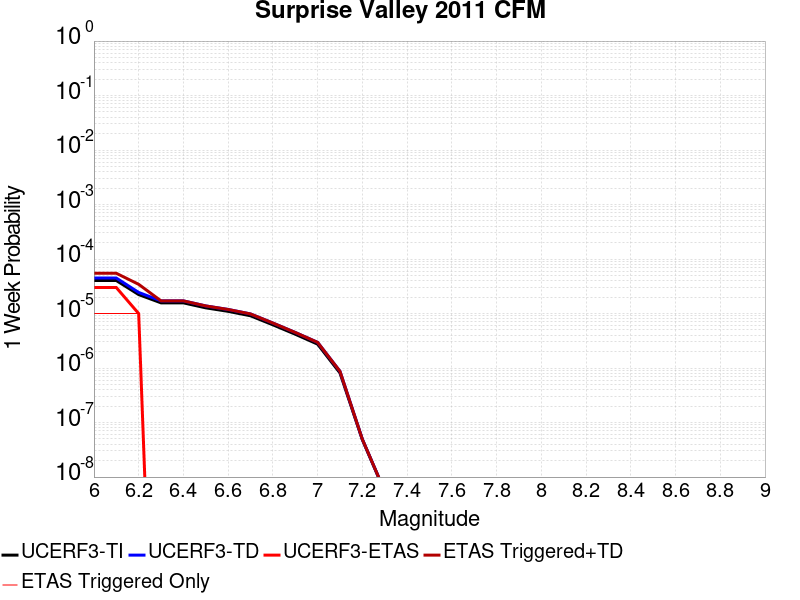 Surprise Valley 2011 CFM
1 Week Probability
10^0
10^-1
10^-2
10^-3
10^-4
10^-5
10^-6
10^-7
10^-8
6 6.2 6.4 6.6 6.8 7 7.2 7.4 7.6 7.8 8 8.2 8.4 8.6 8.8 9
Magnitude
UCERF3-TI UCERF3-TD UCERF3-ETAS ETAS Triggered+TD
ETAS Triggered Only